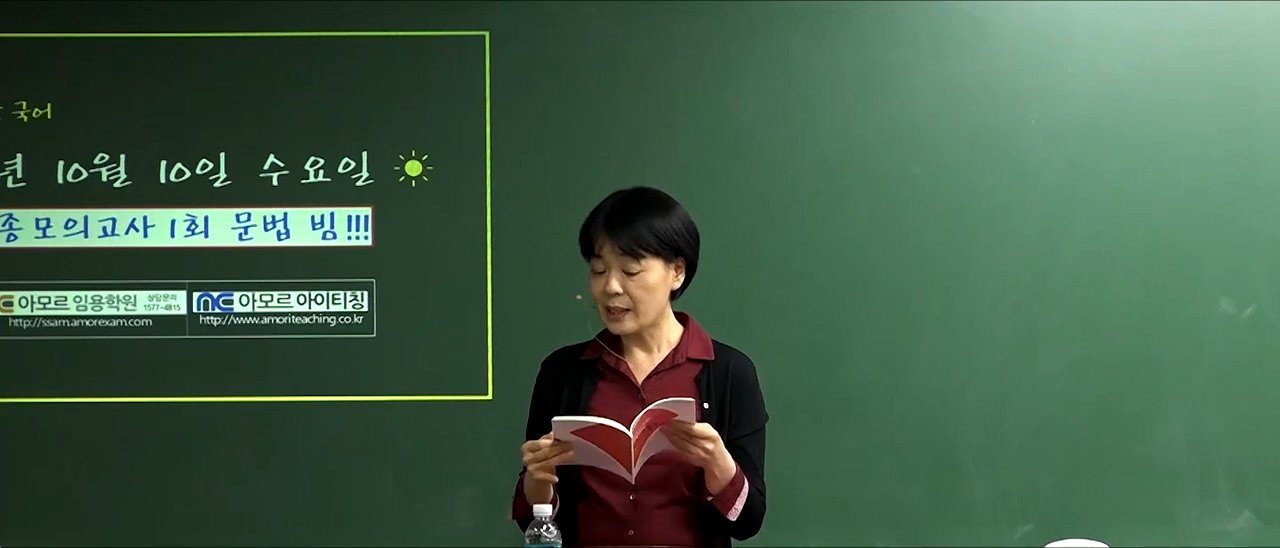 국어
년 10월 10일 수요일
종모의고사 1회 문법 빔!!!
아모르 임용학원 상담문의 1577-4815 아모르 아이티칭
http://ssam.amorexam.com http://www.amoriteaching.co.kr